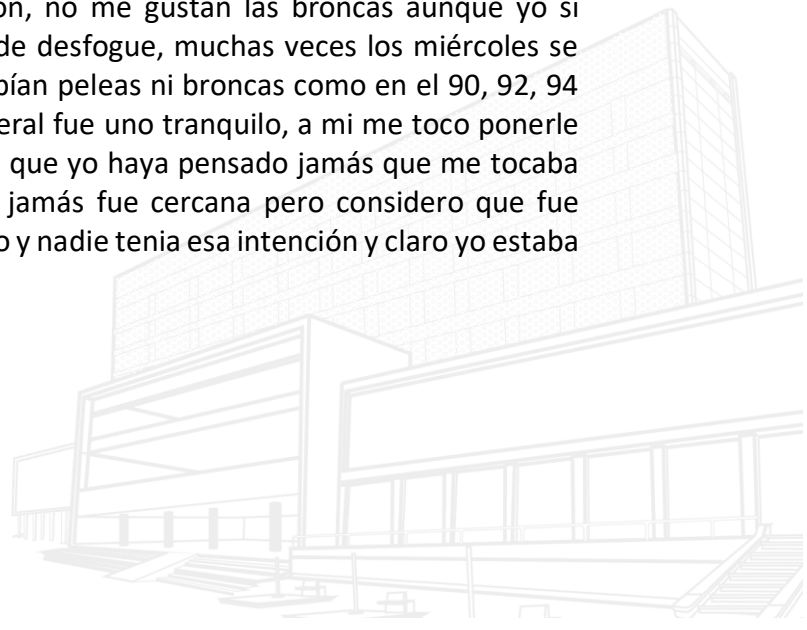 ón, no me gustan las broncas aunque yo si
de desfogue, muchas veces los miércoles se
bían peleas ni broncas como en el 90, 92, 94
eral fue uno tranquilo, a mi me toco ponerle
que yo haya pensado jamás que me tocaba
jamás fue cercana pero considero que fue
o y nadie tenia esa intención y claro yo estaba